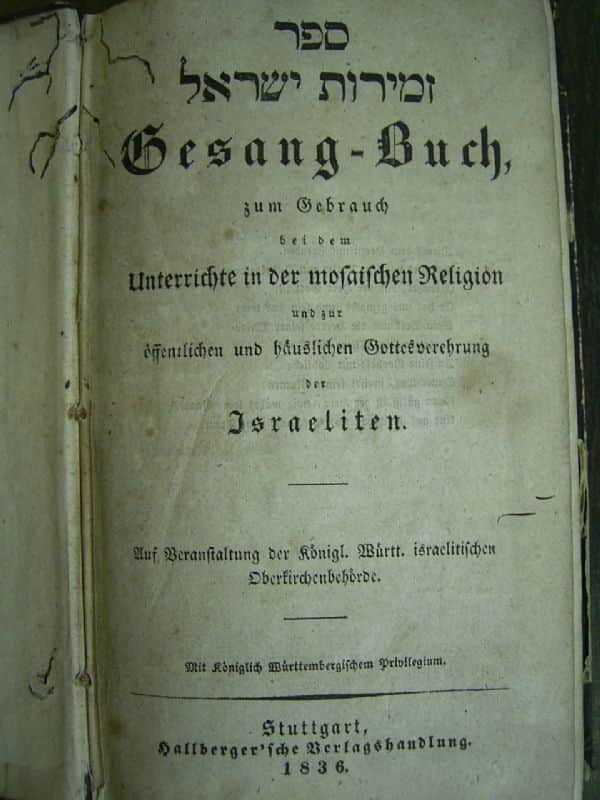 ספר
זמירות ישראל
Gesang-Buch,
zum Gebrauch
bei dem
Unterrichte in der mosaischen Religion
und zur
öffentlichen und häuslichen Gottesverehrung
der
Israeliten.
Auf Veranstaltung der Königl. Württ. israelitischen
Oberkirchenbehörde.
Mit Königlich Württembergischem Privilegium.
Stuttgart,
Hallberger'sche Verlagshandlung.
1836.